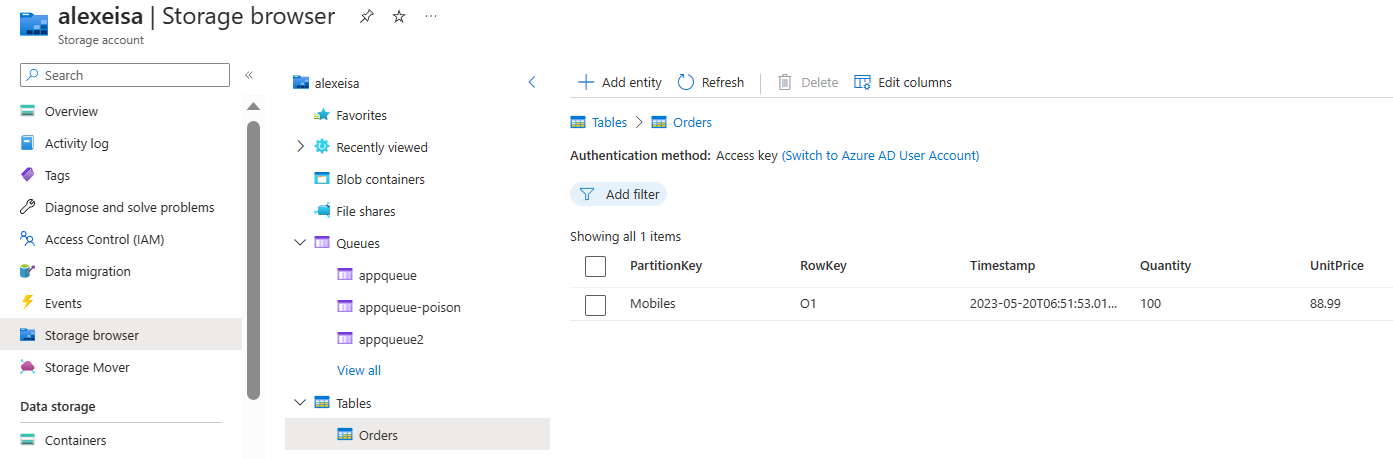 alexeisa | Storage browser
Storage account
Search
Overview
Activity log
Tags
Diagnose and solve problems
Access Control (IAM)
Data migration
Events
Storage browser
Storage Mover
Data storage
Containers
alexeisa
Favorites
Recently viewed
Blob containers
File shares
Queues
appqueue
appqueue-poison
appqueue2
View all
Tables
Orders
Add entity Refresh Delete Edit columns
Tables > Orders
Authentication method: Access key (Switch to Azure AD User Account)
Add filter
Showing all 1 items
PartitionKey RowKey Timestamp Quantity UnitPrice
Mobiles O1 2023-05-20T06:51:53.01... 100 88.99